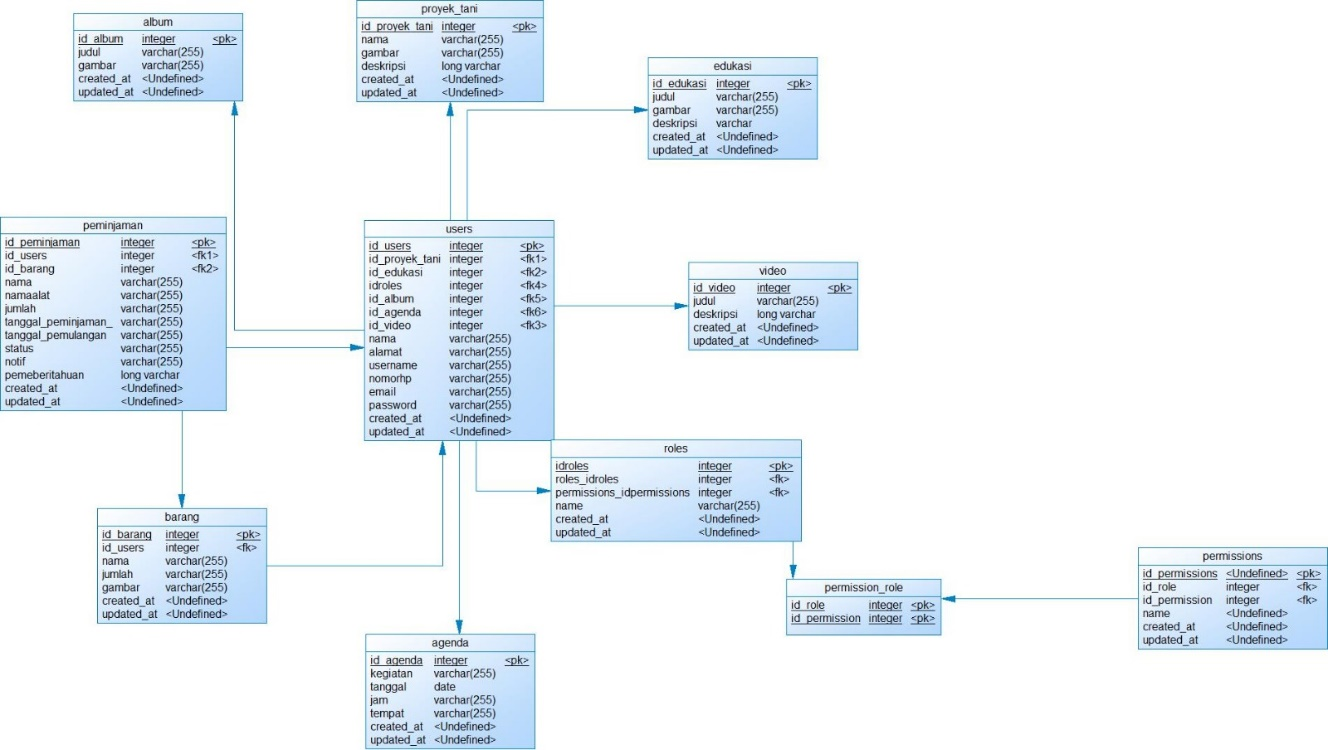 album
id_album integer <pk>
judul varchar(255)
gambar varchar(255)
created_at <Undefined>
updated_at <Undefined>
proyek_tani
id_proyek_tani integer <pk>
nama varchar(255)
gambar varchar(255)
deskripsi long varchar
created_at <Undefined>
updated_at <Undefined>
edukasi
id_edukasi integer <pk>
judul varchar(255)
gambar varchar(255)
deskripsi varchar
created_at <Undefined>
updated_at <Undefined>
peminjaman
id_peminjaman integer <pk>
id_users integer <fk1>
id_barang integer <fk2>
nama varchar(255)
namaalat varchar(255)
jumlah varchar(255)
tanggal_peminjaman_ varchar(255)
tanggal_pemulangan varchar(255)
status varchar(255)
notif varchar(255)
pemeberitahuan long varchar
created_at <Undefined>
updated_at <Undefined>
users
id_users integer <pk>
id_proyek_tani integer <fk1>
id_edukasi integer <fk2>
idroles integer <fk4>
id_album integer <fk5>
id_agenda integer <fk6>
id_video integer <fk3>
nama varchar(255)
alamat varchar(255)
username varchar(255)
nomorhp varchar(255)
email varchar(255)
password varchar(255)
created_at <Undefined>
updated_at <Undefined>
video
id_video integer <pk>
judul varchar(255)
deskripsi long varchar
created_at <Undefined>
updated_at <Undefined>
roles
idroles integer <pk>
roles_idroles integer <fk>
permissions_idpermissions integer <fk>
name varchar(255)
created_at <Undefined>
updated_at <Undefined>
barang
id_barang integer <pk>
id_users integer <fk>
nama varchar(255)
jumlah varchar(255)
gambar varchar(255)
created_at <Undefined>
updated_at <Undefined>
permission_role
id_role integer <pk>
id_permission integer <pk>
permissions
id_permissions <Undefined> <pk>
id_role integer <fk>
id_permission integer <fk>
name <Undefined>
created_at <Undefined>
updated_at <Undefined>
agenda
id_agenda integer <pk>
kegiatan varchar(255)
tanggal date
jam varchar(255)
tempat varchar(255)
created_at <Undefined>
updated_at <Undefined>